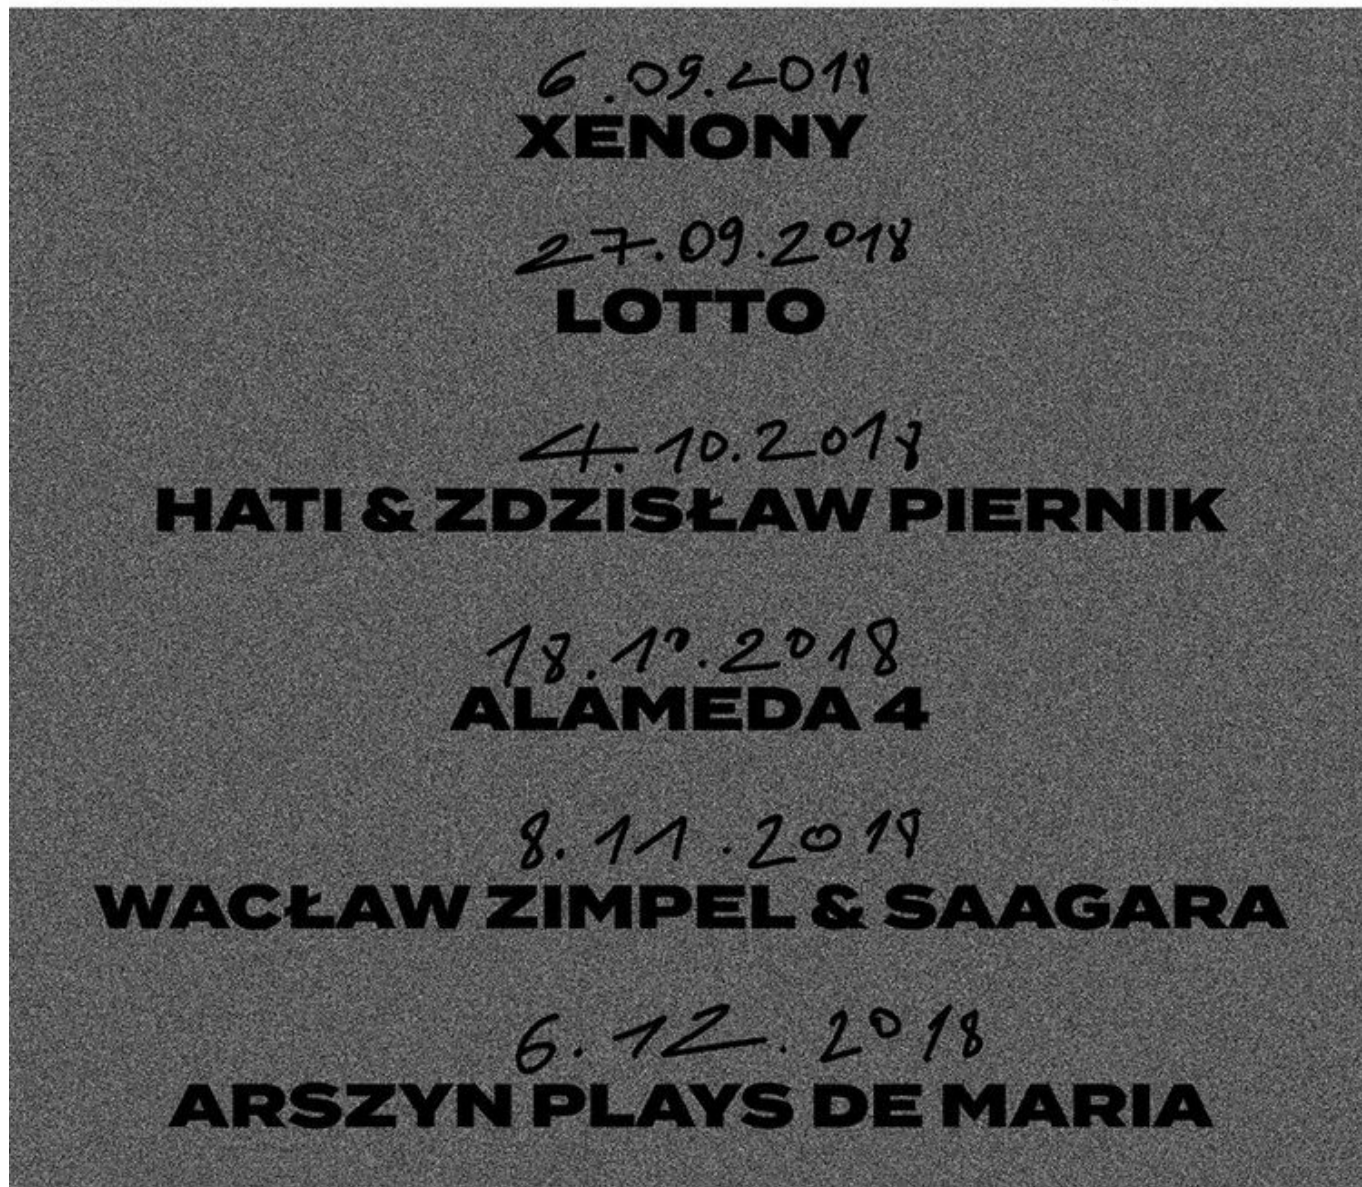 6.09.2018
XENONY
27.09.2018
LOTTO
4.10.2018
HATI & ZDZISŁAW PIERNIK
18.10.2018
ALAMEDA 4
8.11.2018
WACŁAW ZIMPEL & SAAGARA
6.12.2018
ARSZYN PLAYS DE MARIA